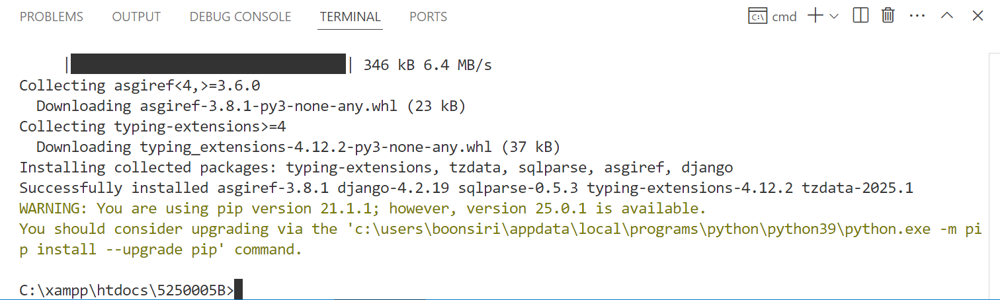 PROBLEMS OUTPUT DEBUG CONSOLE TERMINAL PORTS cmd
| 346 kB 6.4 MB/s
Collecting asgiref<4,>=3.6.0
  Downloading asgiref-3.8.1-py3-none-any.whl (23 kB)
Collecting typing-extensions>=4
  Downloading typing_extensions-4.12.2-py3-none-any.whl (37 kB)
Installing collected packages: typing-extensions, tzdata, sqlparse, asgiref, django
Successfully installed asgiref-3.8.1 django-4.2.19 sqlparse-0.5.3 typing-extensions-4.12.2 tzdata-2025.1
WARNING: You are using pip version 21.1.1; however, version 25.0.1 is available.
You should consider upgrading via the 'c:\users\boonsiri\appdata\local\programs\python\python39\python.exe -m pi
p install --upgrade pip' command.
C:\xampp\htdocs\5250005B>